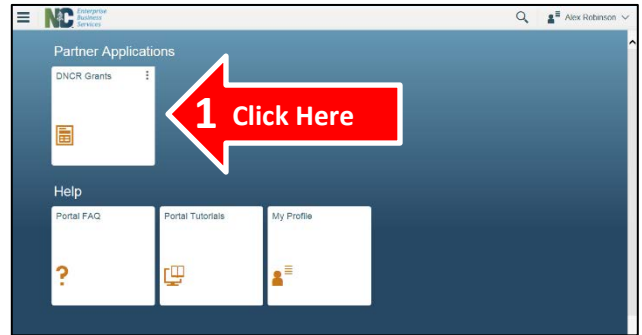 NC Enterprise
Business
Services
Alex Robinson
Partner Applications
DNCR Grants
1 Click Here
Help
Portal FAQ
Portal Tutorials
My Profile
?